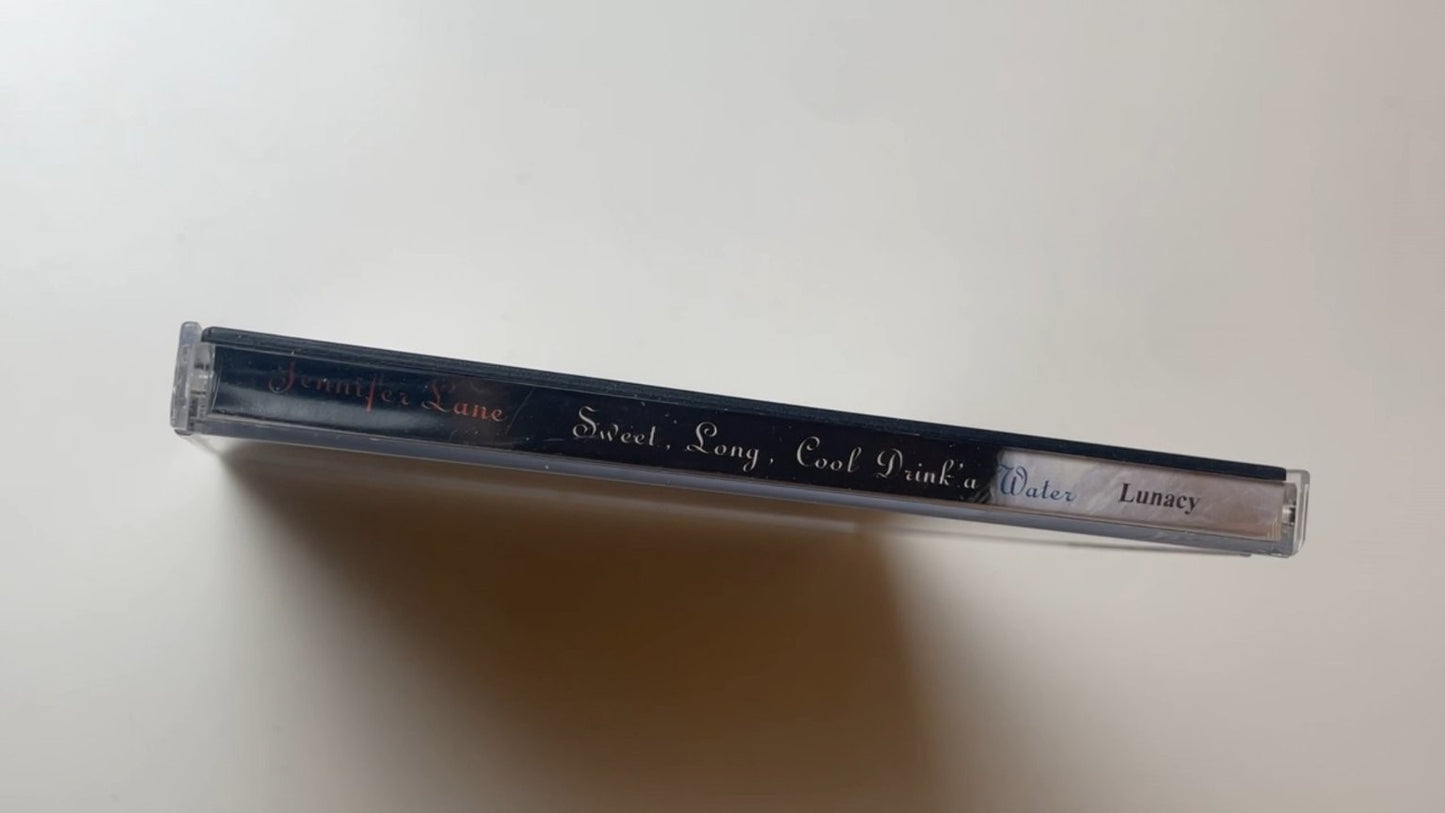 Jennifer Lane / Sweet, Long, Cool Drink'a Water Lunacy